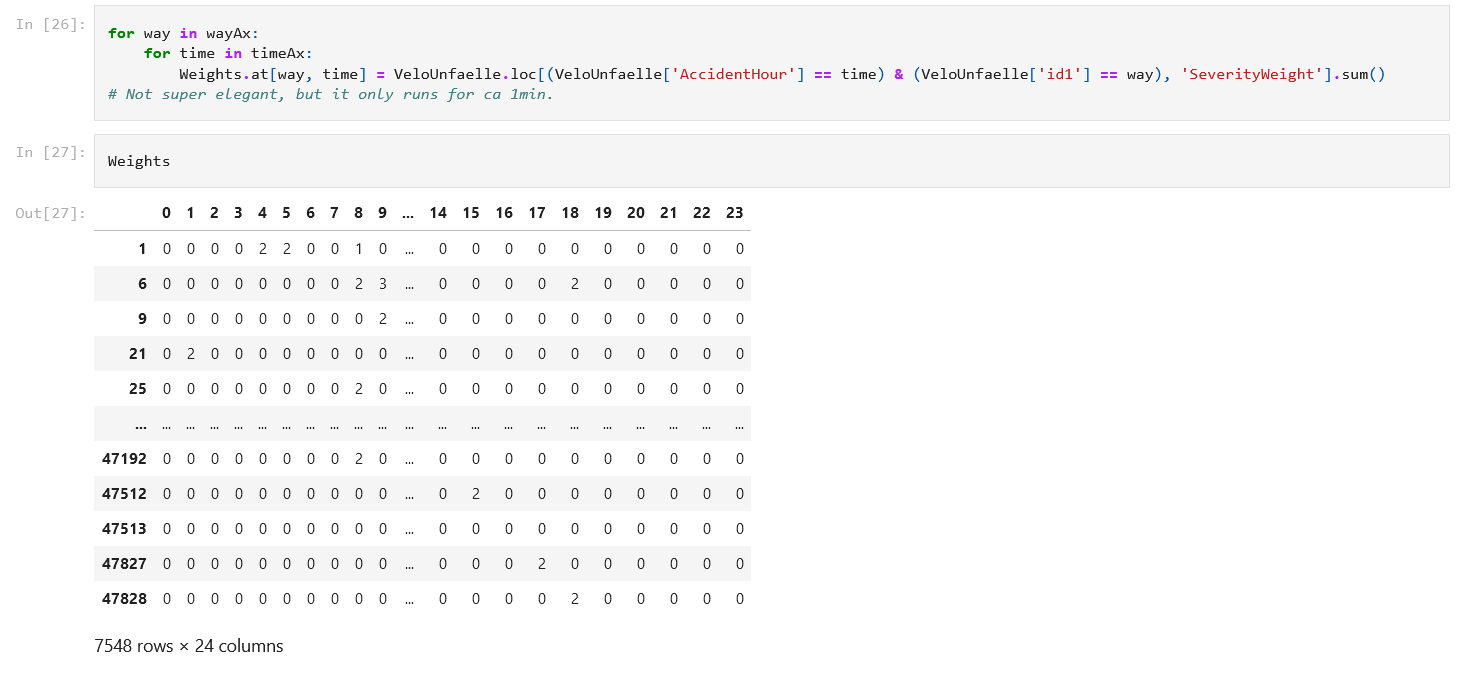 In [26]:
for way in wayAx:
    for time in timeAx:
        Weights.at[way, time] = VeloUnfaelle.loc[(VeloUnfaelle['AccidentHour'] == time) & (VeloUnfaelle['id1'] == way), 'SeverityWeight'].sum()
# Not super elegant, but it only runs for ca 1min.
In [27]:
Weights
Out[27]:
0 1 2 3 4 5 6 7 8 9 ... 14 15 16 17 18 19 20 21 22 23
1 0 0 0 0 2 2 0 0 1 0 ... 0 0 0 0 0 0 0 0 0 0
6 0 0 0 0 0 0 0 0 2 3 ... 0 0 0 0 2 0 0 0 0 0
9 0 0 0 0 0 0 0 0 0 2 ... 0 0 0 0 0 0 0 0 0 0
21 0 2 0 0 0 0 0 0 0 0 ... 0 0 0 0 0 0 0 0 0 0
25 0 0 0 0 0 0 0 0 2 0 ... 0 0 0 0 0 0 0 0 0 0
... ... ... ... ... ... ... ... ... ... ... ... ... ... ... ... ... ... ... ... ... ...
47192 0 0 0 0 0 0 0 0 2 0 ... 0 0 0 0 0 0 0 0 0 0
47512 0 0 0 0 0 0 0 0 0 0 ... 0 2 0 0 0 0 0 0 0 0
47513 0 0 0 0 0 0 0 0 0 0 ... 0 0 0 0 0 0 0 0 0 0
47827 0 0 0 0 0 0 0 0 0 0 ... 0 0 0 2 0 0 0 0 0 0
47828 0 0 0 0 0 0 0 0 0 0 ... 0 0 0 0 2 0 0 0 0 0
7548 rows × 24 columns